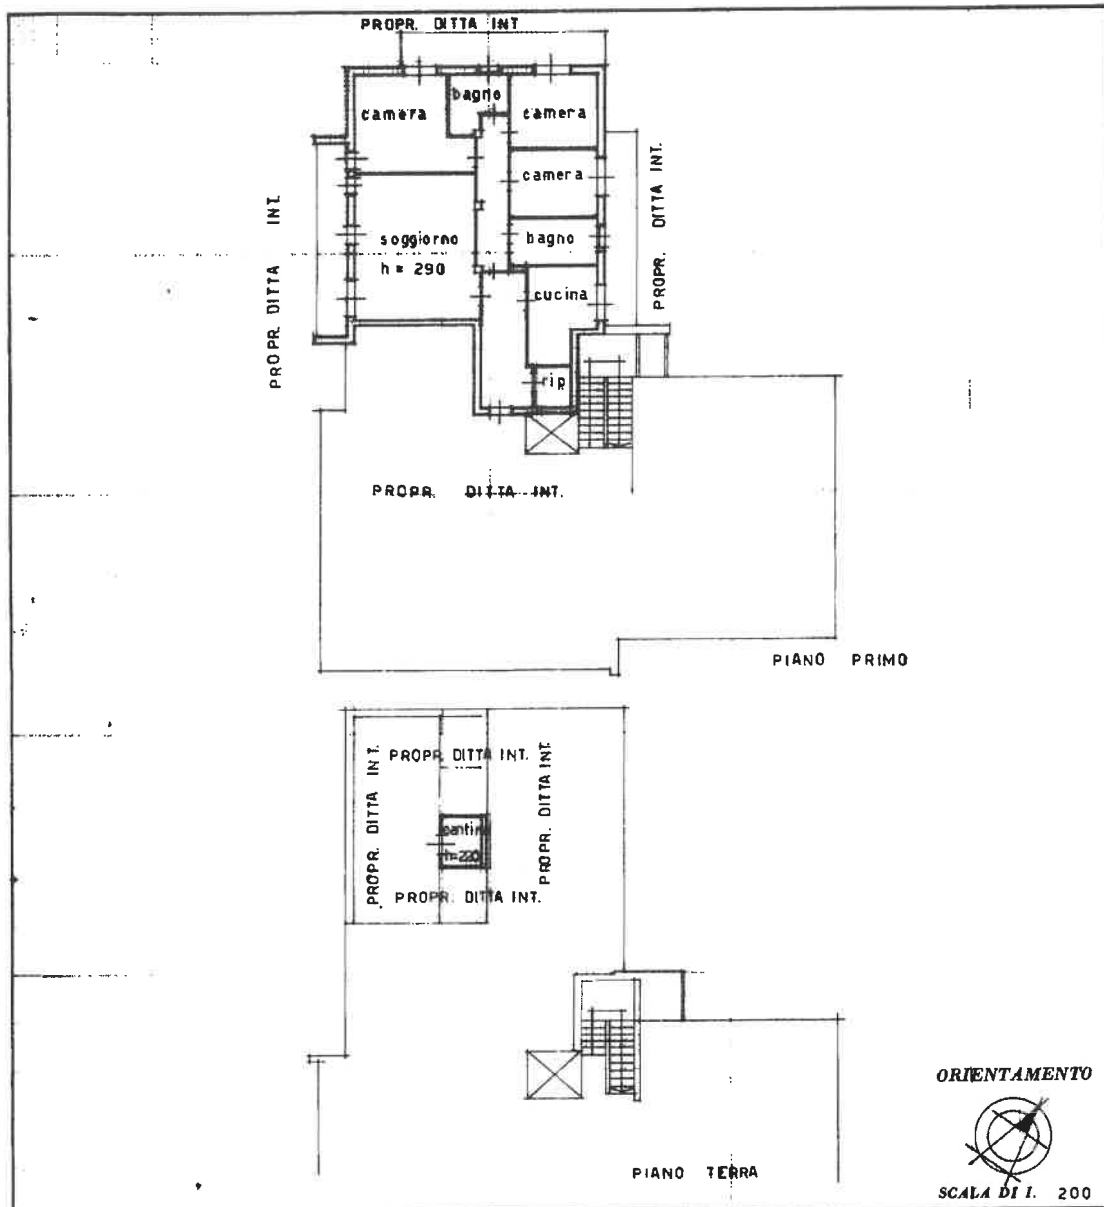 PROPR. DITTA INT
camera
bagno
camera
camera
soggiorno
h = 290
bagno
cucina
rip
PROPR. DITTA INT.
PROPR. DITTA INT.
PROPR. DITTA INT.
PIANO PRIMO
PROPR. DITTA INT.
PROPR. DITTA INT.
PROPR. DITTA INT.
cantin
h=220
PROPR. DITTA INT.
PIANO TERRA
ORIENTAMENTO
SCALA DI 1. 200